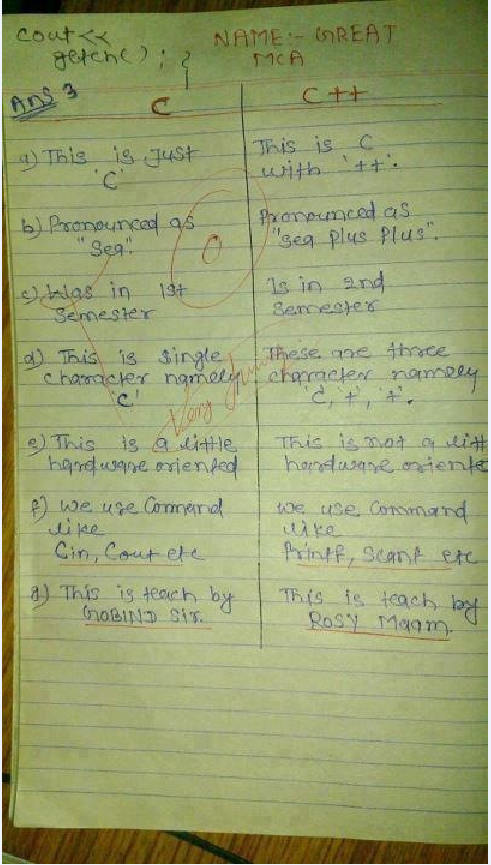 cout<<
getch(); }
NAME:- GREAT
MCA
Ans 3
C
C++
a) This is Just
'C'
This is C
with '++'.
b) Pronounced as
"Sea".
Pronounced as
"sea Plus Plus".
0
c) Was in 1st
Semester
Is in 2nd
Semester
d) This is Single
character namely
'C'
These are three
character namely
'C, +', '+'.
Very
e) This is a little
hardware oriented
This is not a litt
hardware oriente
f) we use Command
like
Cin, Cout etc
we use Command
like
Printf, Scanf etc
g) This is teach by
GOBIND Sir.
This is teach by
ROSY Maam.